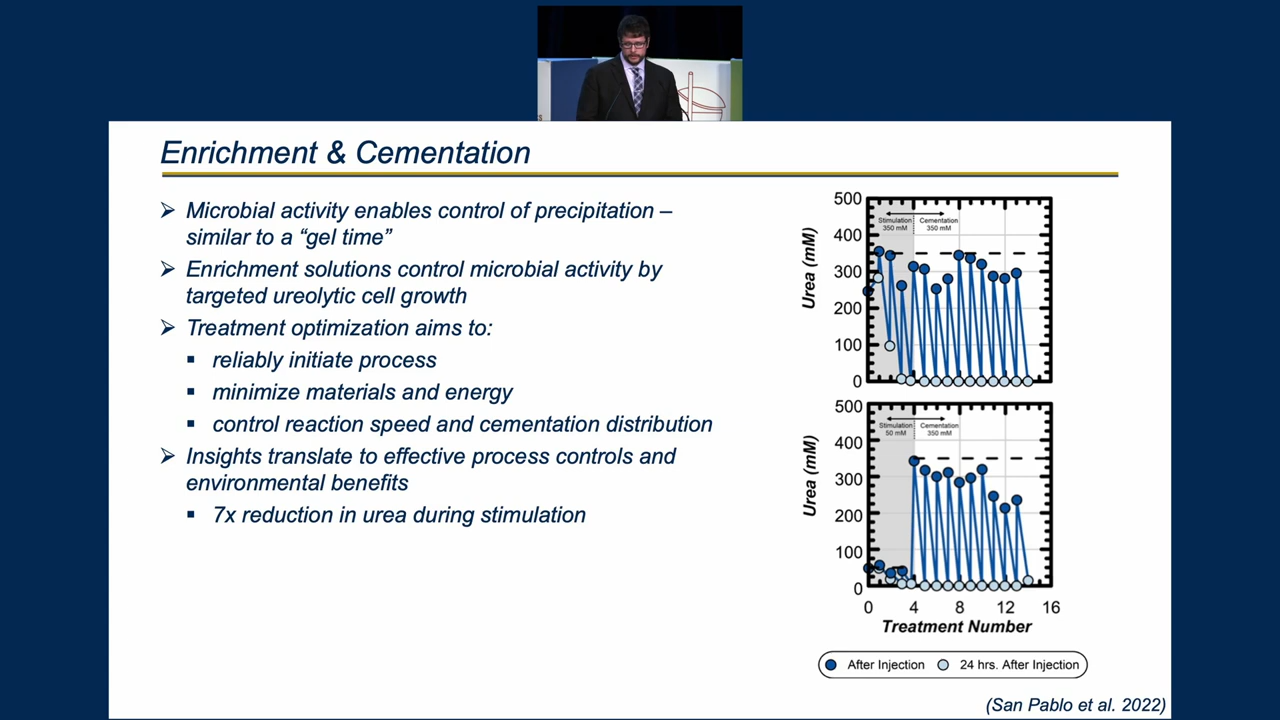 Enrichment & Cementation
➢ Microbial activity enables control of precipitation –
similar to a “gel time”
➢ Enrichment solutions control microbial activity by
targeted ureolytic cell growth
➢ Treatment optimization aims to:
▪ reliably initiate process
▪ minimize materials and energy
▪ control reaction speed and cementation distribution
➢ Insights translate to effective process controls and
environmental benefits
▪ 7x reduction in urea during stimulation
500
400
300
200
100
0
Urea (mM)
Stimulation
350 mM
Cementation
350 mM
500
400
300
200
100
0
Urea (mM)
Stimulation
50 mM
Cementation
350 mM
0 4 8 12 16
Treatment Number
After Injection 24 hrs. After Injection
(San Pablo et al. 2022)